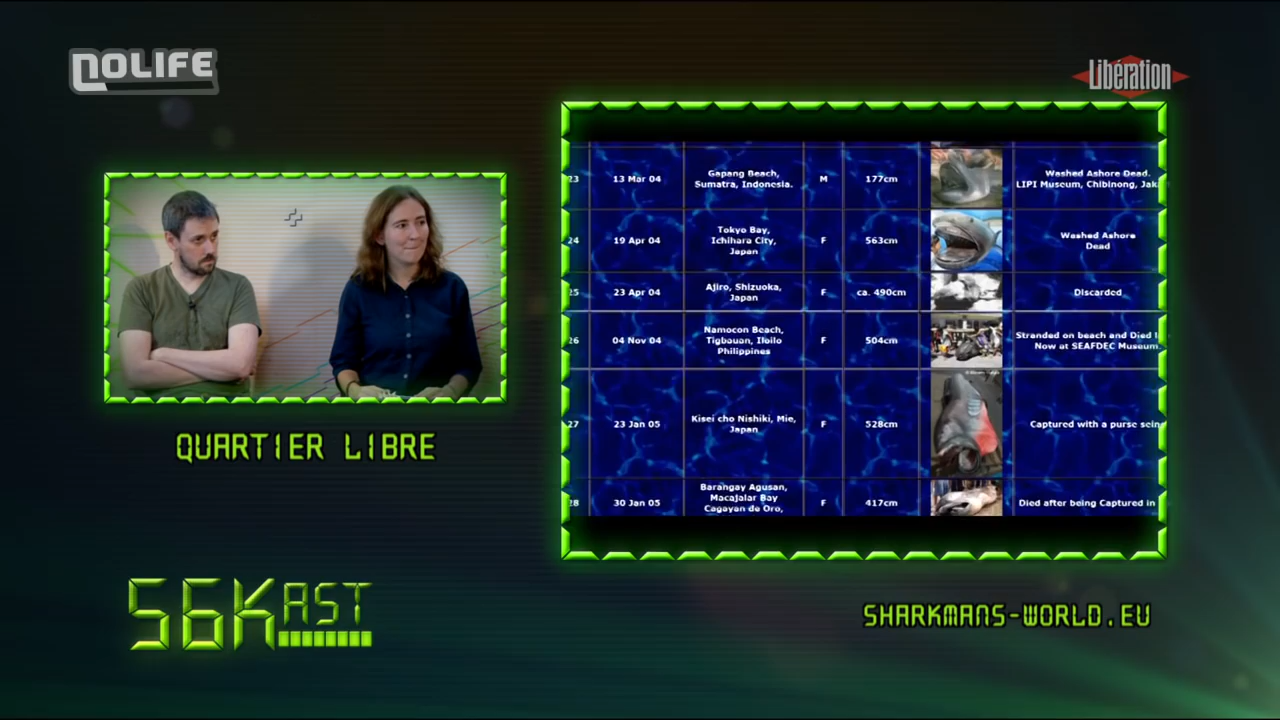 NOLIFE
Libération
23
13 Mar 04
Gapang Beach,
Sumatra, Indonesia.
M
177cm
Washed Ashore Dead.
LIPI Museum, Chibinong,
24
19 Apr 04
Tokyo Bay,
Ichihara City,
Japan
F
563cm
Washed Ashore
Dead
25
23 Apr 04
Ajiro, Shizuoka,
Japan
F
ca. 490cm
Discarded
26
04 Nov 04
Namocon Beach,
Tigbauan, Iloilo
Philippines
F
504cm
Stranded on beach and Died
Now at SEAFDEC Museum.
27
23 Jan 05
Kisei cho Nishiki, Mie,
Japan
F
528cm
Captured with a purse
28
30 Jan 05
Barangay Agusan,
Macajalar Bay
Cagayan de Oro,
F
417cm
Died after being Captured in
QUARTIER LIBRE
56KAST
SHARKMANS-WORLD.EU